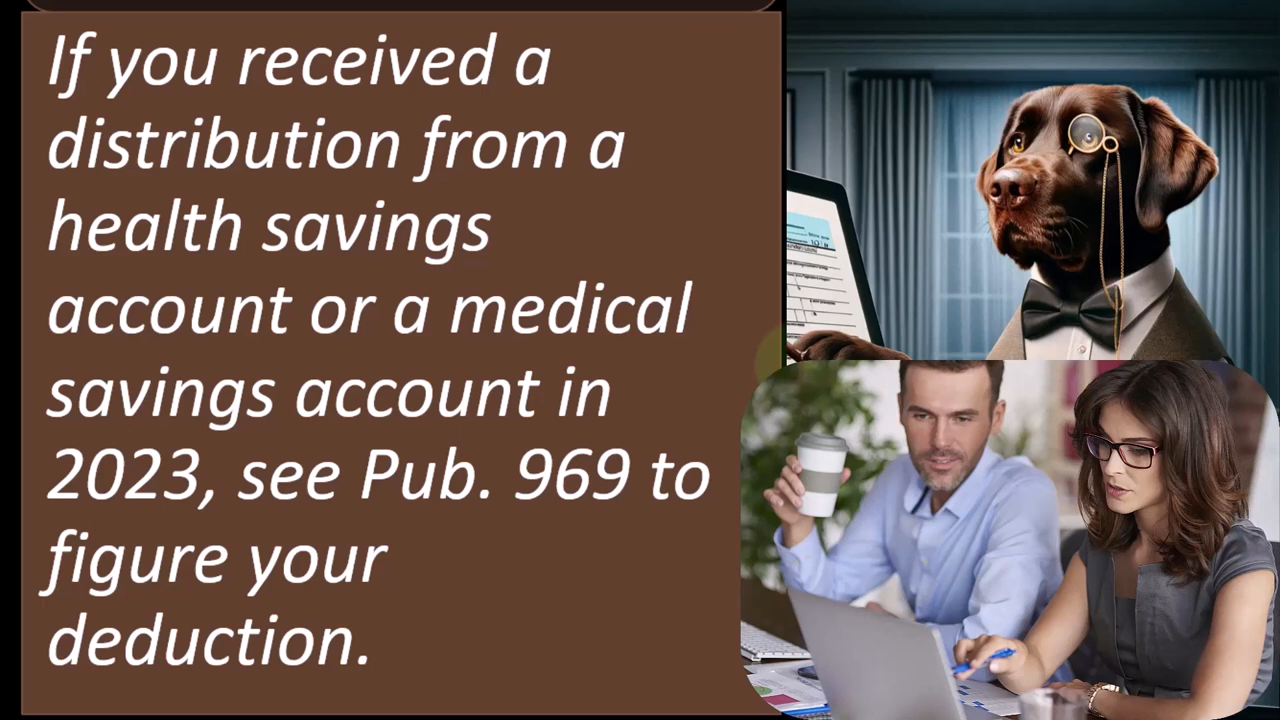 If you received a
distribution from a
health savings
account or a medical
savings account in
2023, see Pub. 969 to
figure your
deduction.